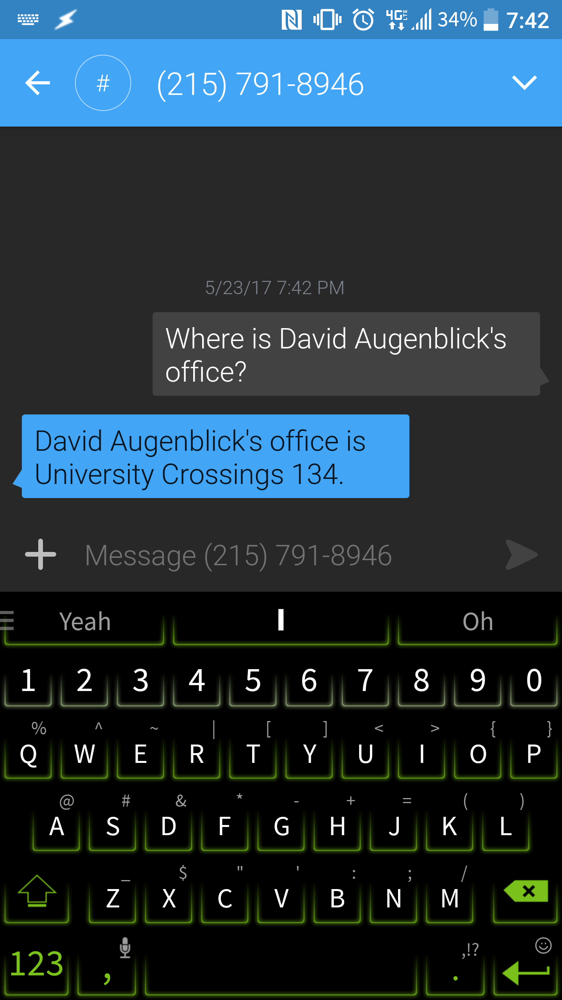 4G LTE 34% 7:42
# (215) 791-8946
5/23/17 7:42 PM
Where is David Augenblick's
office?
David Augenblick's office is
University Crossings 134.
Message (215) 791-8946
Yeah I Oh
1 2 3 4 5 6 7 8 9 0
% ^ ~ | [ ] < > { }
Q W E R T Y U I O P
@ # & * - + = ( )
A S D F G H J K L
_ $ " ' : ; /
Z X C V B N M
,!?
123 , .